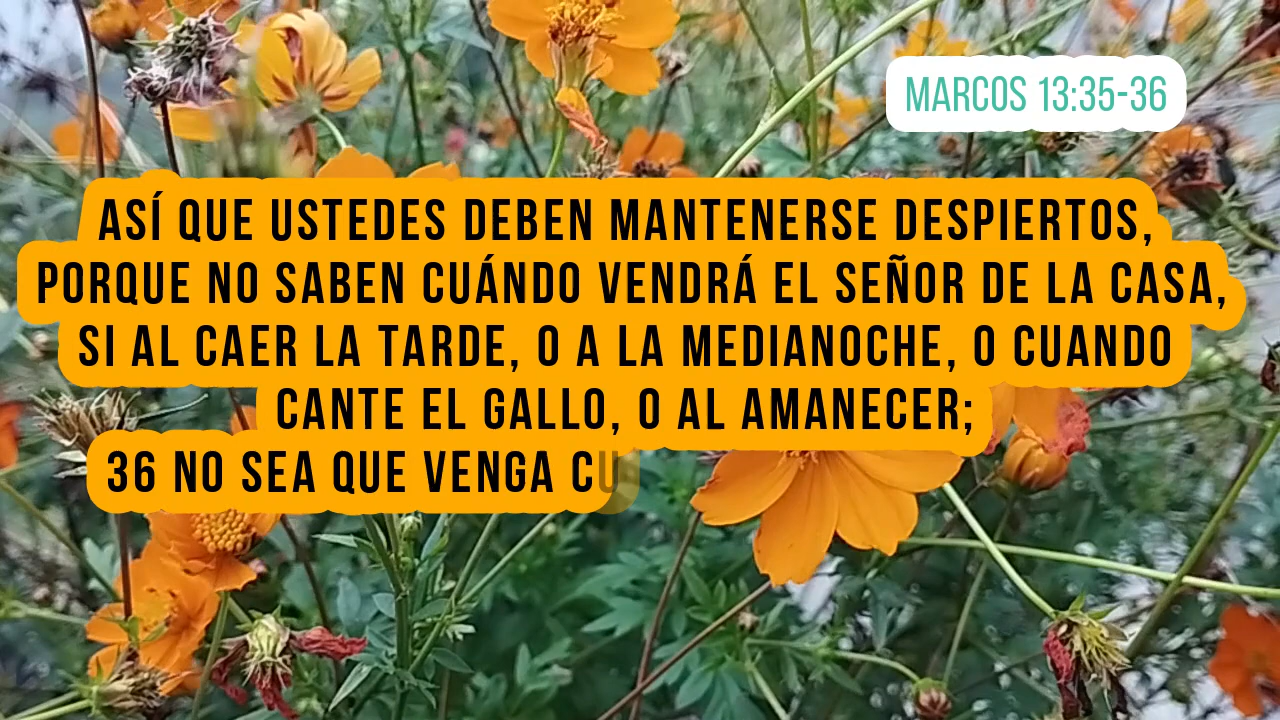 MARCOS 13:35-36
ASÍ QUE USTEDES DEBEN MANTENERSE DESPIERTOS,
PORQUE NO SABEN CUÁNDO VENDRÁ EL SEÑOR DE LA CASA,
SI AL CAER LA TARDE, O A LA MEDIANOCHE, O CUANDO
CANTE EL GALLO, O AL AMANECER;
36 NO SEA QUE VENGA CU